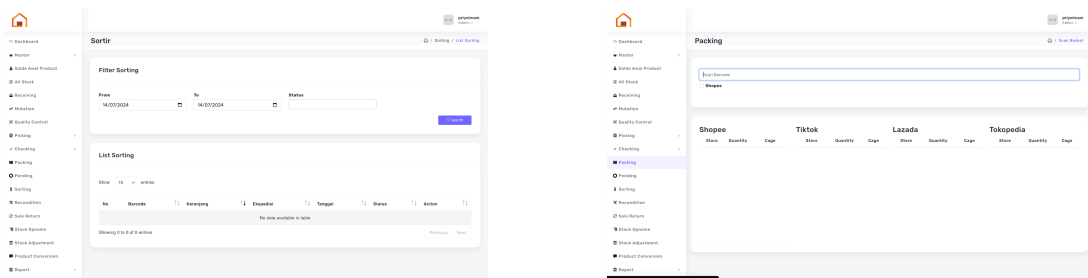 priyoimam
Admin
Dashboard
Master
Saldo Awal Product
All Stock
Receiving
Mutation
Quality Control
Picking
Checking
Packing
Pending
Sorting
Recondition
Sale Return
Stock Opname
Stock Adjustment
Product Conversion
Report
Sortir
/ Sorting / List Sorting
Filter Sorting
From To Status
14/07/2024 14/07/2024
Search
List Sorting
Show 10 entries
No Barcode Keranjang Ekspedisi Tanggal Status Action
No data available in table
Showing 0 to 0 of 0 entries
Previous Next
priyoimam
Admin
Dashboard
Master
Saldo Awal Product
All Stock
Receiving
Mutation
Quality Control
Picking
Checking
Packing
Pending
Sorting
Recondition
Sale Return
Stock Opname
Stock Adjustment
Product Conversion
Report
Packing
/ Scan Basket
Scan Barcode
Shopee
Shopee Tiktok Lazada Tokopedia
Store Quantity Cage Store Quantity Cage Store Quantity Cage Store Quantity Cage